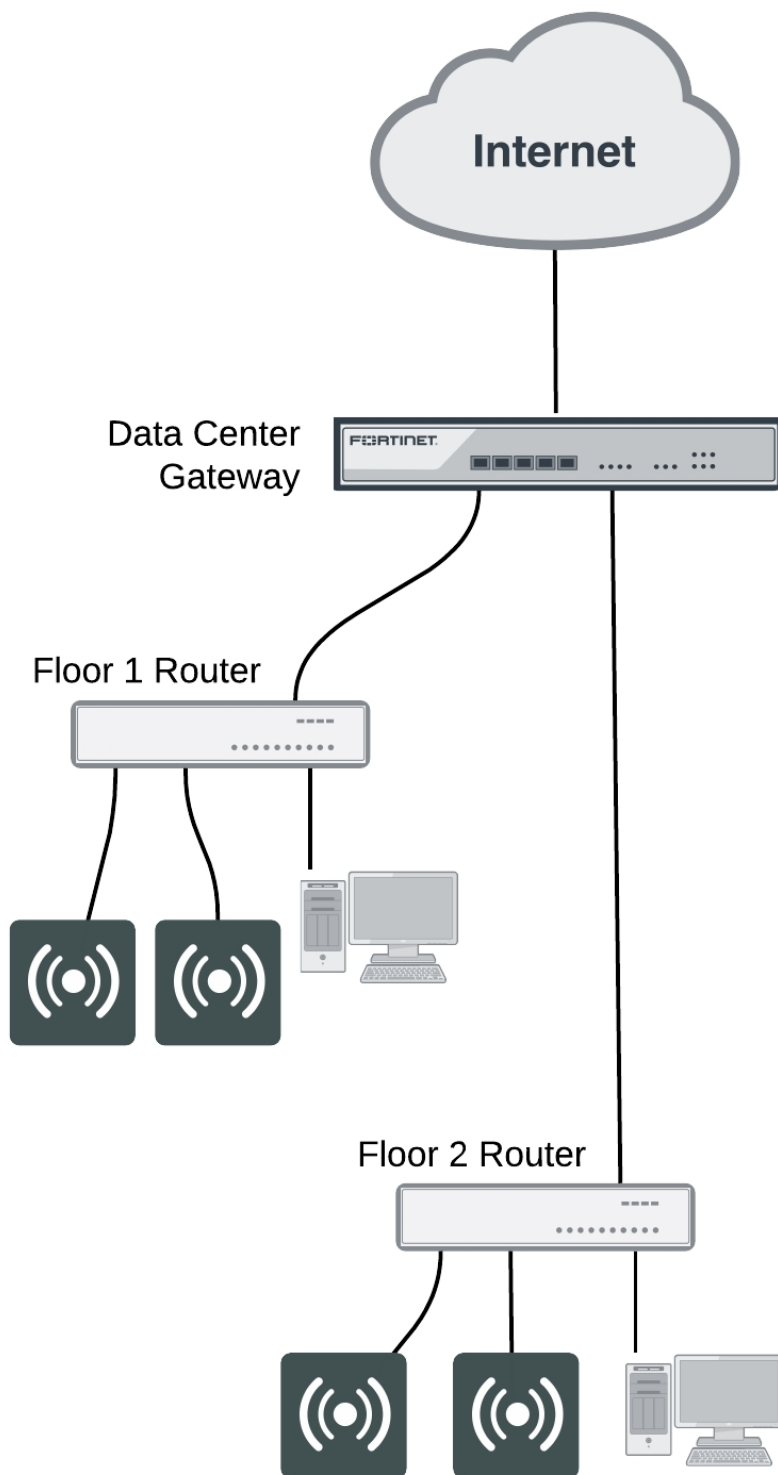 Internet
Data Center
Gateway
FORTINET
Floor 1 Router
Floor 2 Router